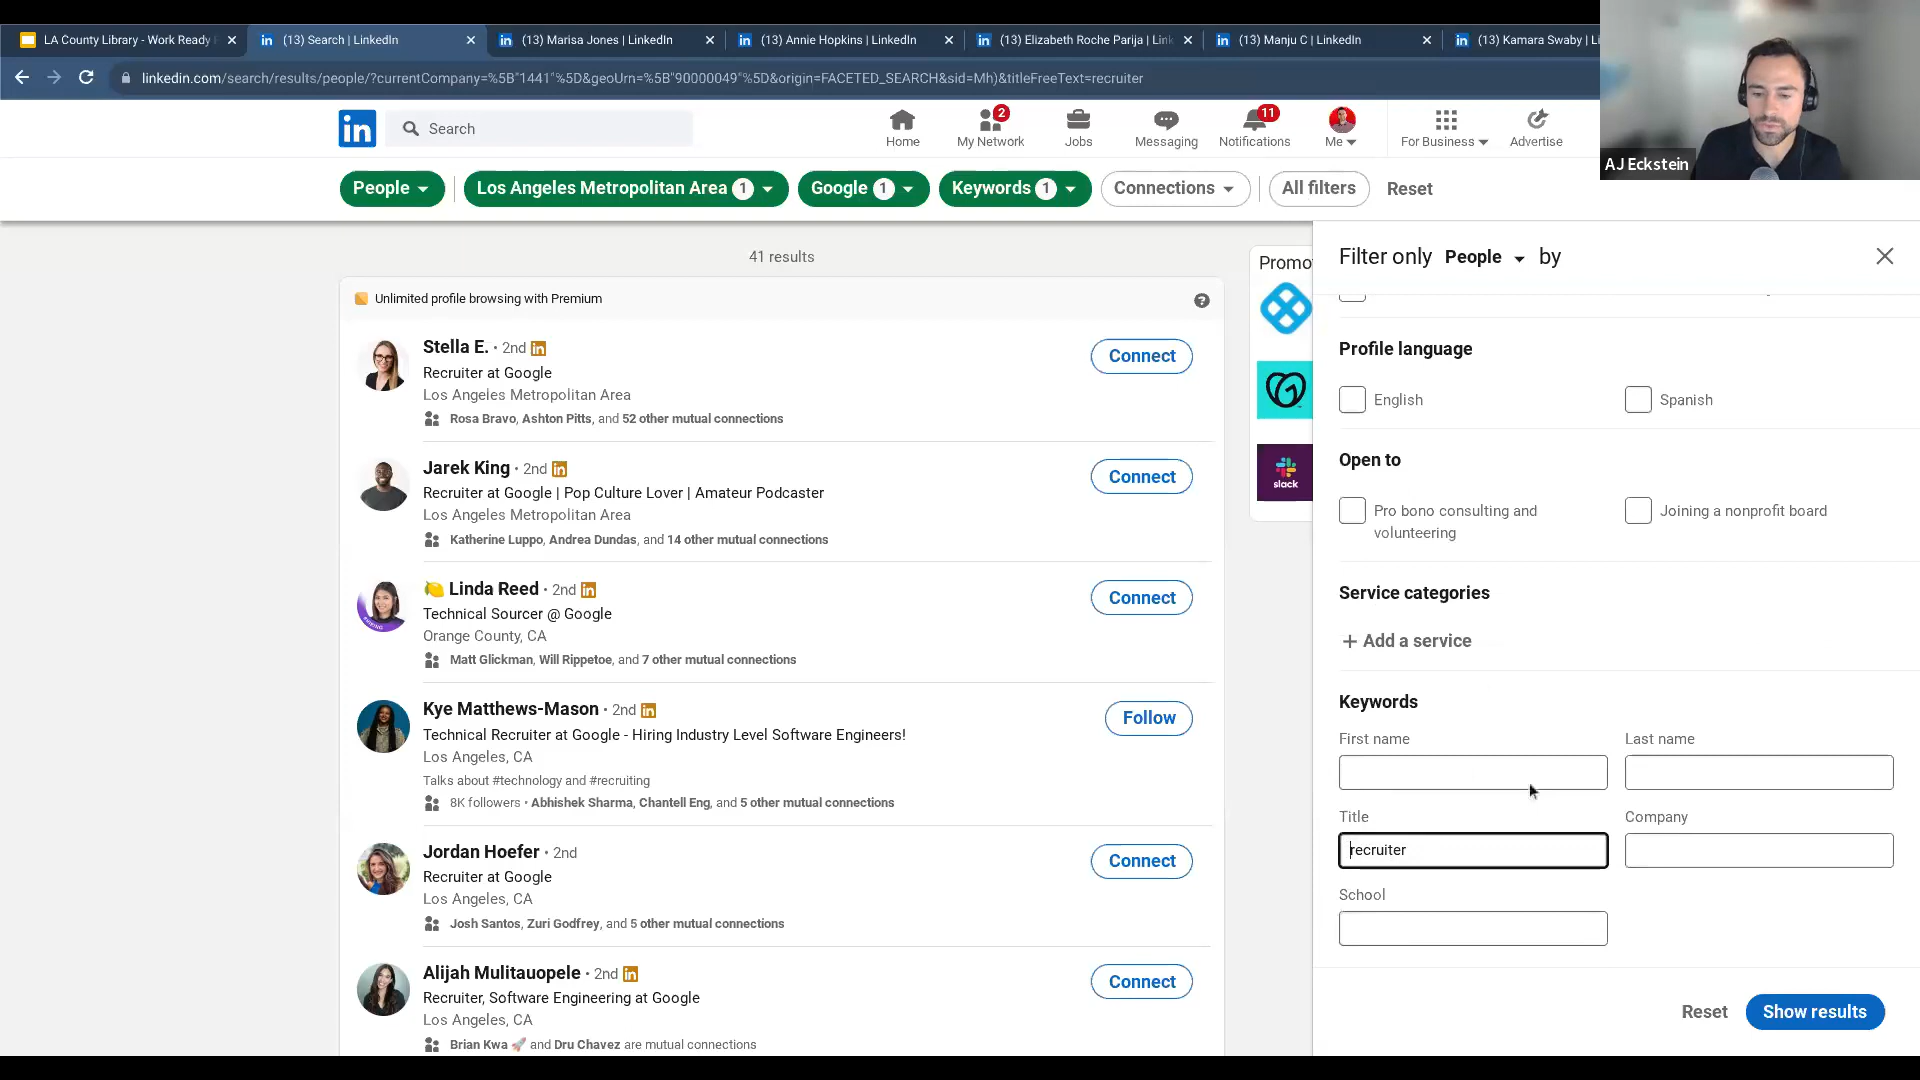 LA County Library - Work Ready
(13) Search | LinkedIn
(13) Marisa Jones | LinkedIn
(13) Annie Hopkins | LinkedIn
(13) Elizabeth Roche Parija | Link
(13) Manju C | LinkedIn
(13) Kamara Swaby | Li
linkedin.com/search/results/people/?currentCompany=%5B"1441"%5D&geoUrn=%5B"90000049"%5D&origin=FACETED_SEARCH&sid=Mh)&titleFreeText=recruiter
AJ Eckstein
in
Search
2
11
Home
My Network
Jobs
Messaging
Notifications
Me
For Business
Advertise
People
Los Angeles Metropolitan Area 1
Google 1
Keywords 1
Connections
All filters
Reset
41 results
Unlimited profile browsing with Premium
Stella E. • 2nd in
Recruiter at Google
Los Angeles Metropolitan Area
Rosa Bravo, Ashton Pitts, and 52 other mutual connections
Connect
Jarek King • 2nd in
Recruiter at Google | Pop Culture Lover | Amateur Podcaster
Los Angeles Metropolitan Area
Katherine Luppo, Andrea Dundas, and 14 other mutual connections
Connect
🍋 Linda Reed • 2nd in
Technical Sourcer @ Google
Orange County, CA
Matt Glickman, Will Rippetoe, and 7 other mutual connections
Connect
Kye Matthews-Mason • 2nd in
Technical Recruiter at Google - Hiring Industry Level Software Engineers!
Los Angeles, CA
Talks about #technology and #recruiting
8K followers • Abhishek Sharma, Chantell Eng, and 5 other mutual connections
Follow
Jordan Hoefer • 2nd
Recruiter at Google
Los Angeles, CA
Josh Santos, Zuri Godfrey, and 5 other mutual connections
Connect
Alijah Mulitauopele • 2nd in
Recruiter, Software Engineering at Google
Los Angeles, CA
Brian Kwa 🚀 and Dru Chavez are mutual connections
Connect
Promo
slack
Filter only People by
Profile language
English
Spanish
Open to
Pro bono consulting and
volunteering
Joining a nonprofit board
Service categories
+ Add a service
Keywords
First name
Last name
Title
Company
recruiter
School
Reset
Show results